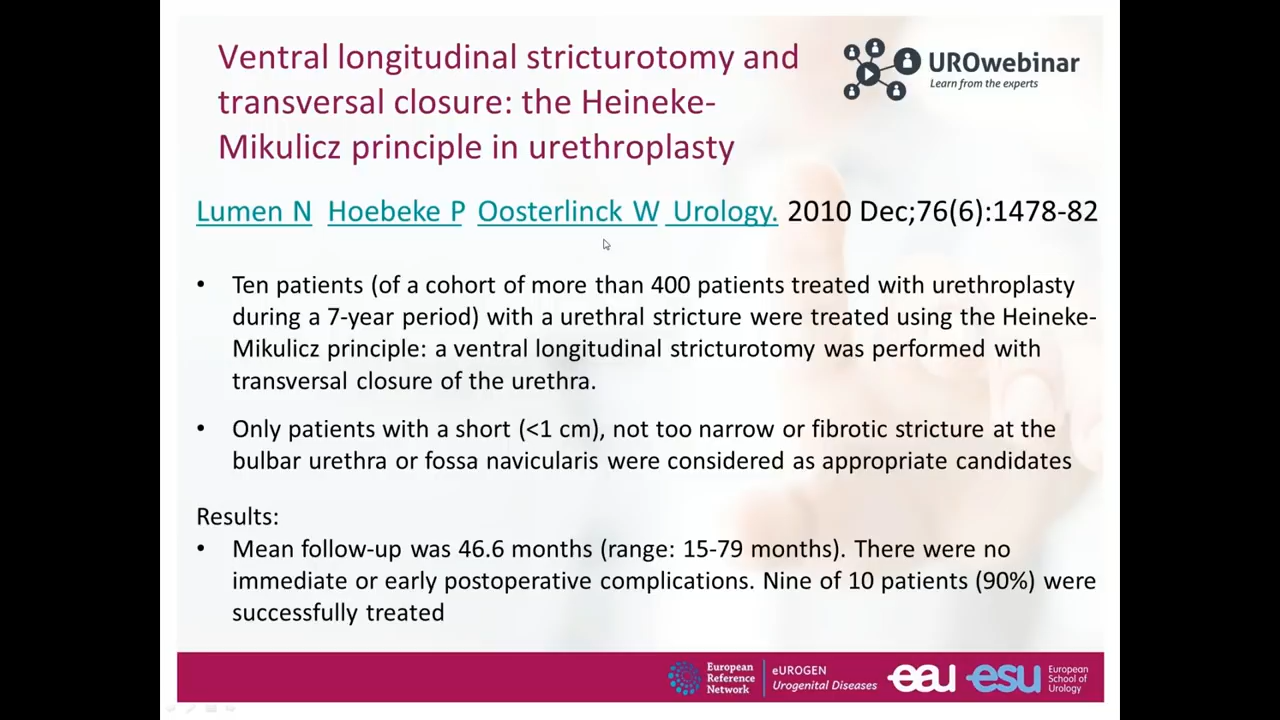 Ventral longitudinal stricturotomy and
transversal closure: the Heineke-
Mikulicz principle in urethroplasty
UROwebinar
Learn from the experts
Lumen N Hoebeke P Oosterlinck W Urology. 2010 Dec;76(6):1478-82
• Ten patients (of a cohort of more than 400 patients treated with urethroplasty
during a 7-year period) with a urethral stricture were treated using the Heineke-
Mikulicz principle: a ventral longitudinal stricturotomy was performed with
transversal closure of the urethra.
• Only patients with a short (<1 cm), not too narrow or fibrotic stricture at the
bulbar urethra or fossa navicularis were considered as appropriate candidates
Results:
• Mean follow-up was 46.6 months (range: 15-79 months). There were no
immediate or early postoperative complications. Nine of 10 patients (90%) were
successfully treated
European
Reference
Network
eUROGEN
Urogenital Diseases
eau
esu
European
School of
Urology